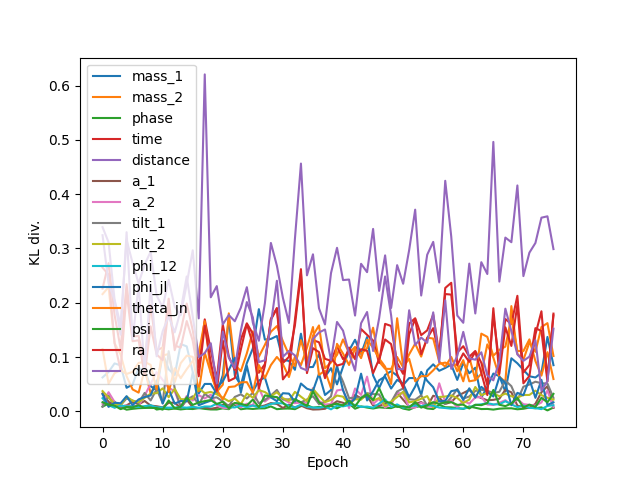 0.6
0.5
0.4
0.3
0.2
0.1
0.0
KL div.
mass_1
mass_2
phase
time
distance
a_1
a_2
tilt_1
tilt_2
phi_12
phi_jl
theta_jn
psi
ra
dec
0 10 20 30 40 50 60 70
Epoch